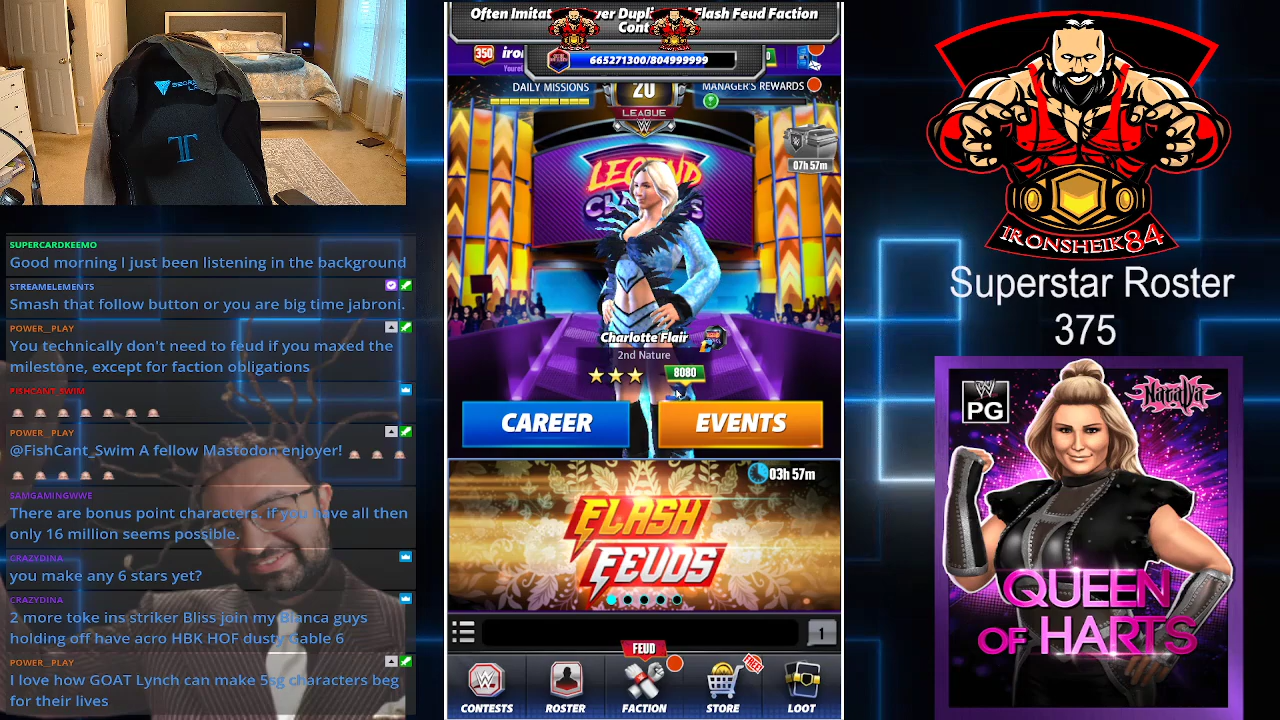 SUPERCARDKEEMO
Good morning I just been listening in the background
STREAMELEMENTS
Smash that follow button or you are big time jabroni.
POWER__PLAY
You technically don't need to feud if you maxed the
milestone, except for faction obligations
FISHCANT_SWIM
POWER__PLAY
@FishCant_Swim A fellow Mastodon enjoyer!
SAMGAMINGWWE
There are bonus point characters. if you have all then
only 16 million seems possible.
CRAZYDINA
you make any 6 stars yet?
CRAZYDINA
2 more toke ins striker Bliss join my Bianca guys
holding off have acro HBK HOF dusty Gable 6
POWER__PLAY
I love how GOAT Lynch can make 5sg characters beg
for their lives
Often Flash Feud Faction
350
665271300/804999999
DAILY MISSIONS
20
MANAGER'S REWARDS
LEAGUE
07h 57m
LEGEND
Charlotte Flair
2nd Nature
8080
CAREER
EVENTS
03h 57m
FLASH
FEUDS
1
FEUD
FREE
CONTESTS
ROSTER
FACTION
STORE
LOOT
IRONSHEIK84
Superstar Roster
375
PG
Natalya
QUEEN
OF HARTS